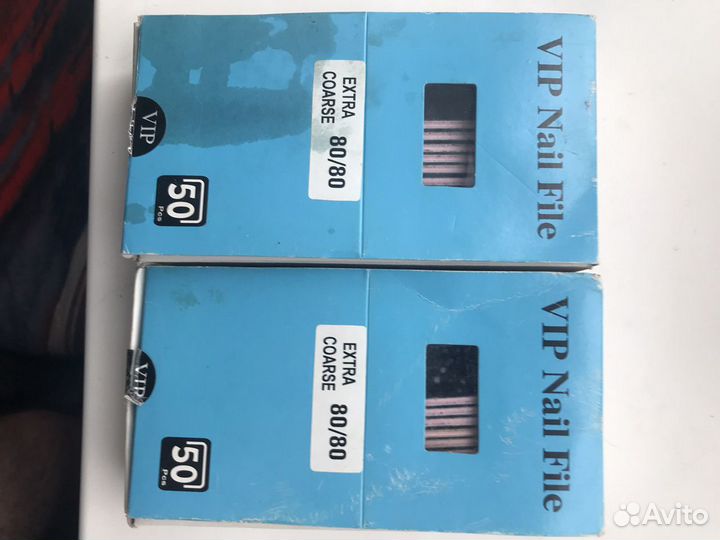 VIP Nail File
EXTRA
COARSE 80/80
VIP
50
Pcs
VIP Nail File
EXTRA
COARSE 80/80
VIP
50
Pcs
Avito